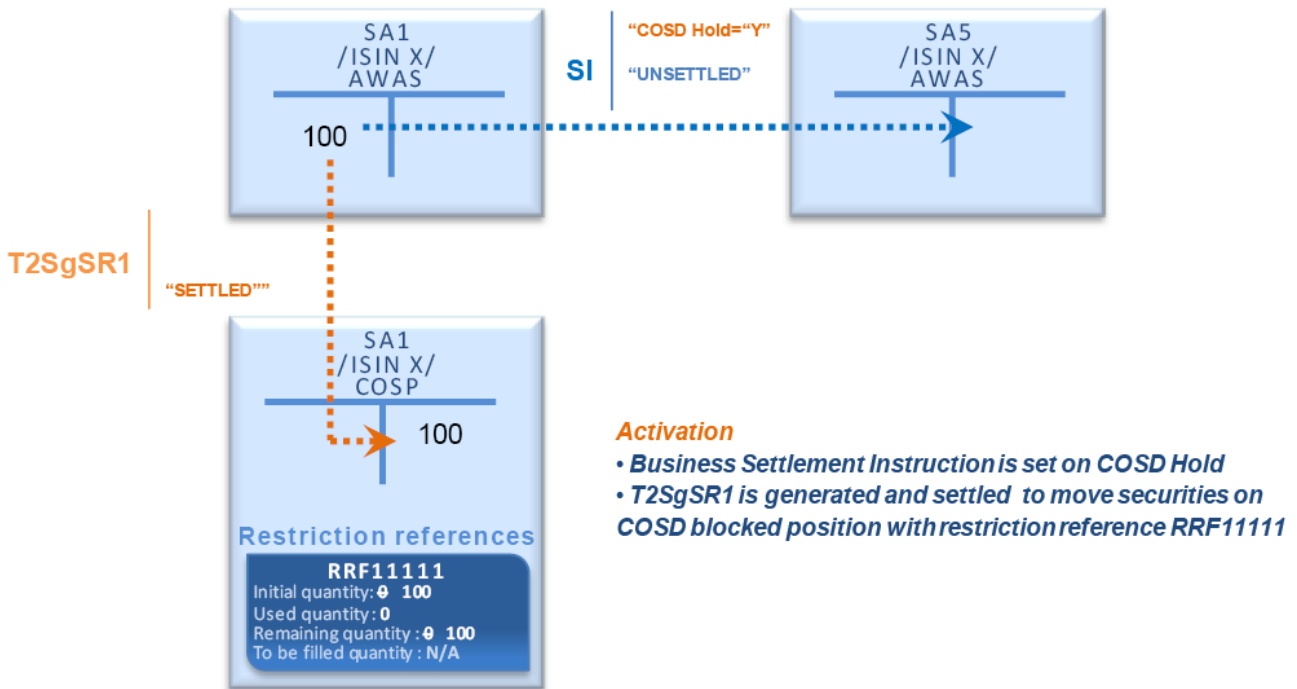 SA1
/ISIN X/
AWAS
100
SI
“COSD Hold=“Y”
“UNSETTLED”
SA5
/ISIN X/
AWAS
T2SgSR1
“SETTLED””
SA1
/ISIN X/
COSP
100
Restriction references
RRF11111
Initial quantity: 0 100
Used quantity : 0
Remaining quantity : 0 100
To be filled quantity : N/A
Activation
• Business Settlement Instruction is set on COSD Hold
• T2SgSR1 is generated and settled to move securities on
COSD blocked position with restriction reference RRF11111